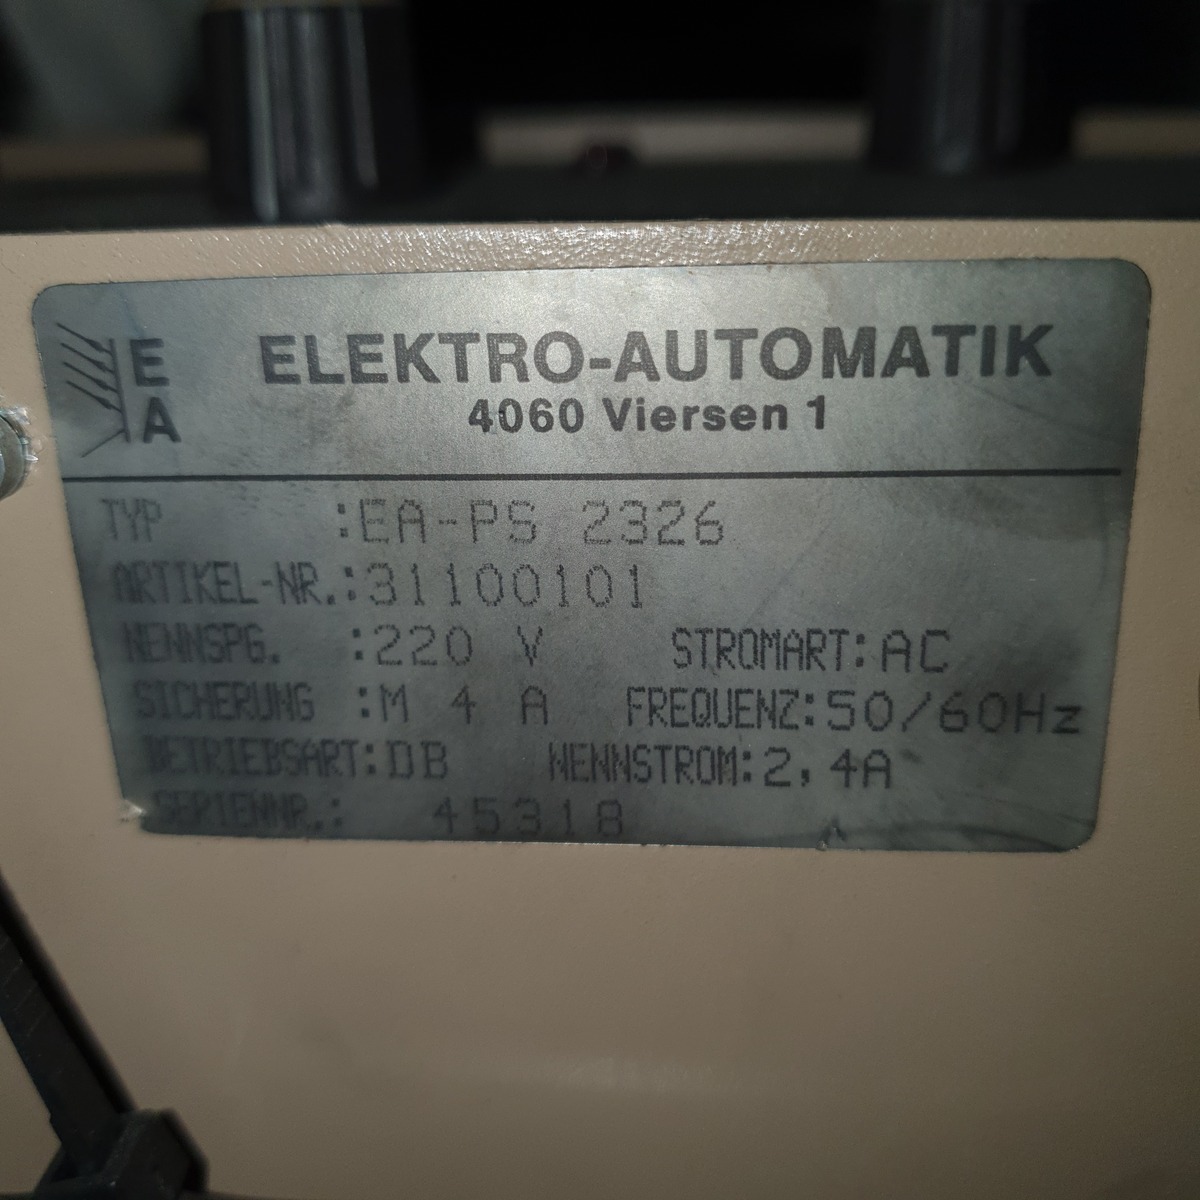 E
A
ELEKTRO-AUTOMATIK
4060 Viersen 1
TYP :EA-PS 2326
ARTIKEL-NR.:31100101
NENNSPG. :220 V STROMART:AC
SICHERUNG :M 4 A FREQUENZ:50/60Hz
BETRIEBSART:DB NENNSTROM:2,4A
SERIENNR.: 45318